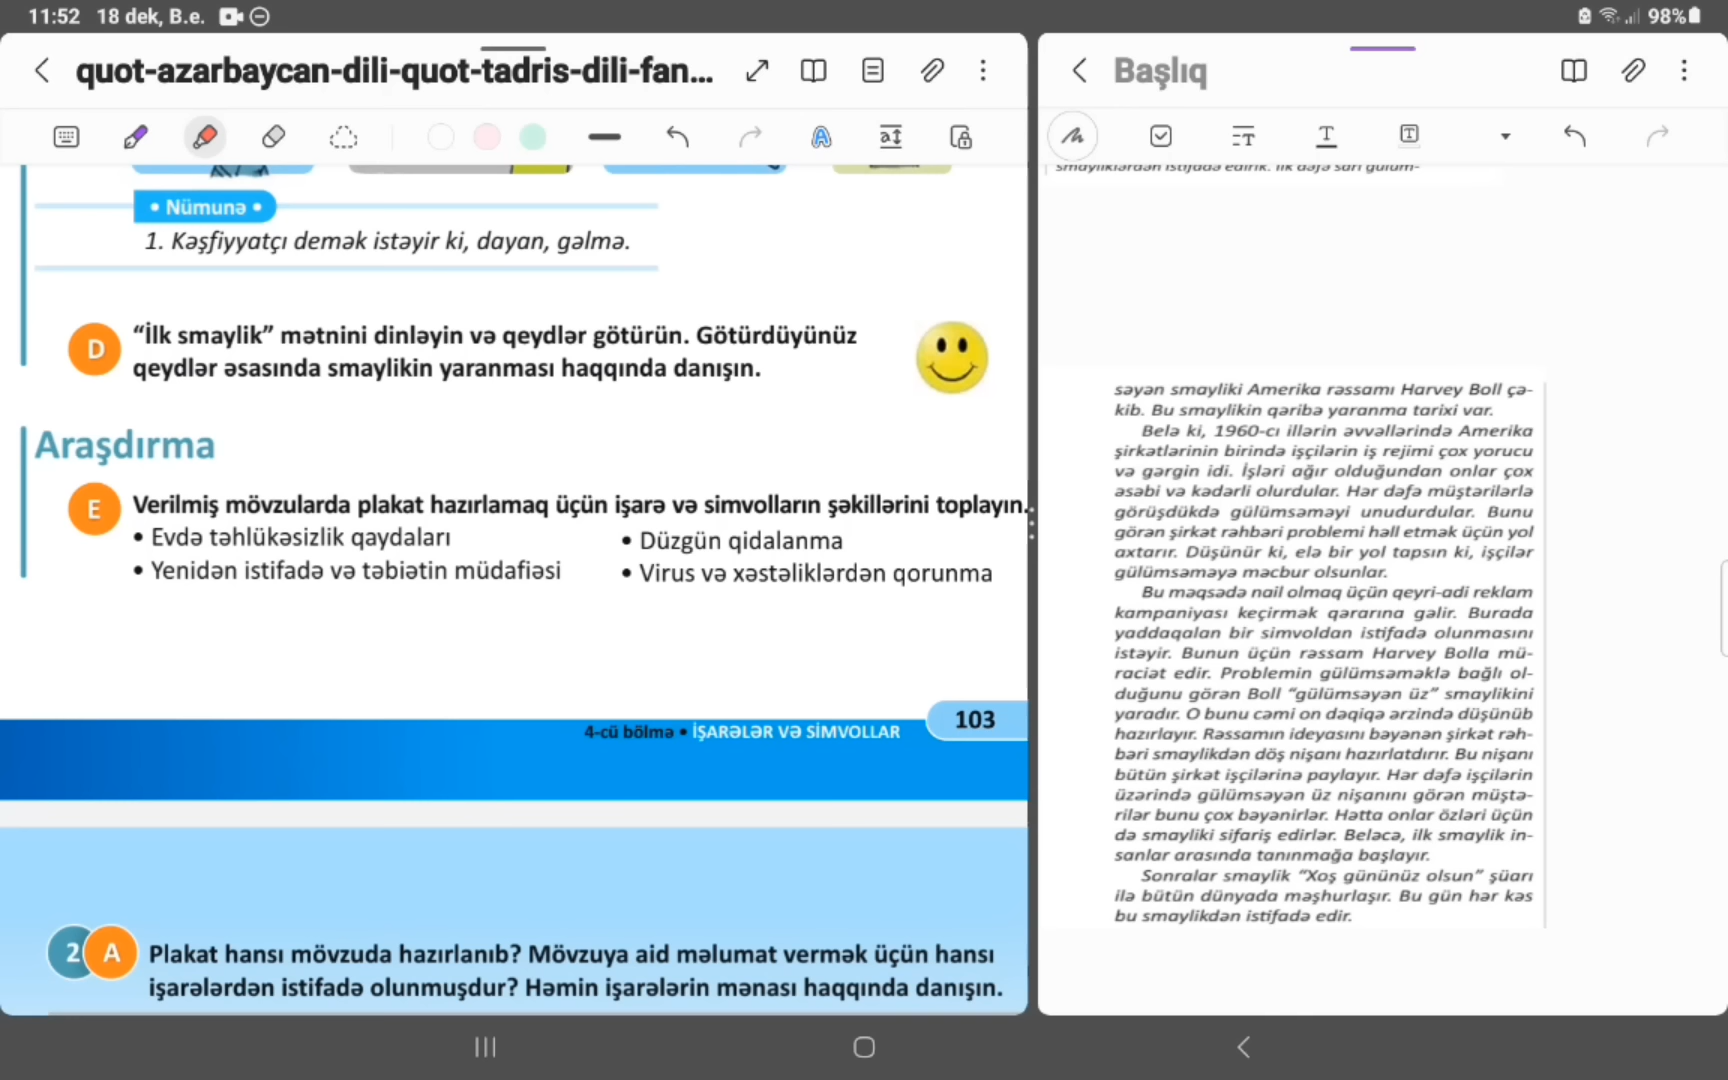 11:52 18 dek, B.e. 98%
quot-azarbaycan-dili-quot-tadris-dili-fan...
• Nümunə •
1. Kəşfiyyatçı demək istəyir ki, dayan, gəlmə.
D
“İlk smaylik” mətnini dinləyin və qeydlər götürün. Götürdüyünüz
qeydlər əsasında smaylikin yaranması haqqında danışın.
Araşdırma
E
Verilmiş mövzularda plakat hazırlamaq üçün işarə və simvolların şəkillərini toplayın.
• Evdə təhlükəsizlik qaydaları
• Düzgün qidalanma
• Yenidən istifadə və təbiətin müdafiəsi
• Virus və xəstəliklərdən qorunma
4-cü bölmə • İŞARƏLƏR VƏ SİMVOLLAR
103
2 A
Plakat hansı mövzuda hazırlanıb? Mövzuya aid məlumat vermək üçün hansı
işarələrdən istifadə olunmuşdur? Həmin işarələrin mənası haqqında danışın.
Başlıq
smayliklərdən istifadə edirik. İlk dəfə sarı gülüm-
səyən smayliki Amerika rəssamı Harvey Boll çə-
kib. Bu smaylikin qəribə yaranma tarixi var.
Belə ki, 1960-cı illərin əvvəllərində Amerika
şirkətlərinin birində işçilərin iş rejimi çox yorucu
və gərgin idi. İşləri ağır olduğundan onlar çox
əsəbi və kədərli olurdular. Hər dəfə müştərilərlə
görüşdükdə gülümsəməyi unudurdular. Bunu
görən şirkət rəhbəri problemi həll etmək üçün yol
axtarır. Düşünür ki, elə bir yol tapsın ki, işçilər
gülümsəməyə məcbur olsunlar.
Bu məqsədə nail olmaq üçün qeyri-adi reklam
kampaniyası keçirmək qərarına gəlir. Burada
yaddaqalan bir simvoldan istifadə olunmasını
istəyir. Bunun üçün rəssam Harvey Bolla mü-
raciət edir. Problemin gülümsəməklə bağlı ol-
duğunu görən Boll “gülümsəyən üz” smaylikini
yaradır. O bunu cəmi on dəqiqə ərzində düşünüb
hazırlayır. Rəssamın ideyasını bəyənən şirkət rəh-
bəri smaylikdən döş nişanı hazırlatdırır. Bu nişanı
bütün şirkət işçilərinə paylayır. Hər dəfə işçilərin
üzərində gülümsəyən üz nişanını görən müştə-
rilər bunu çox bəyənirlər. Hətta onlar özləri üçün
də smayliki sifariş edirlər. Beləcə, ilk smaylik in-
sanlar arasında tanınmağa başlayır.
Sonralar smaylik “Xoş gününüz olsun” şüarı
ilə bütün dünyada məşhurlaşır. Bu gün hər kəs
bu smaylikdən istifadə edir.